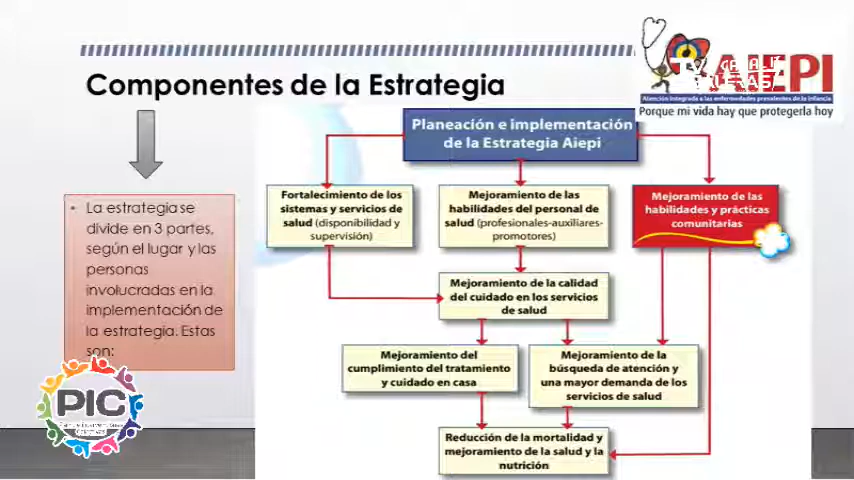 Componentes de la Estrategia
AIEPI
Atención Integrada a las enfermedades prevalentes de la Infancia
Porque mi vida hay que protegerla hoy
• La estrategia se
divide en 3 partes,
según el lugar y las
personas
involucradas en la
implementación de
la estrategia. Estas
son:
Planeación e implementación
de la Estrategia Aiepi
Fortalecimiento de los
sistemas y servicios de
salud (disponibilidad y
supervisión)
Mejoramiento de las
habilidades del personal de
salud (profesionales-auxiliares-
promotores)
Mejoramiento de las
habilidades y prácticas
comunitarias
Mejoramiento de la calidad
del cuidado en los servicios
de salud
Mejoramiento del
cumplimiento del tratamiento
y cuidado en casa
Mejoramiento de la
búsqueda de atención y
una mayor demanda de los
servicios de salud
Reducción de la mortalidad y
mejoramiento de la salud y la
nutrición
PIC